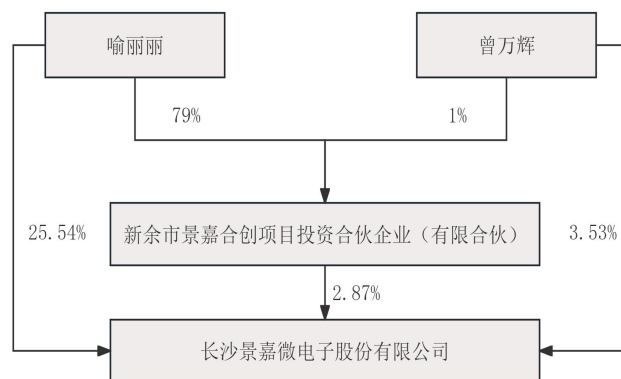 喻丽丽
曾万辉
79%
1%
25.54%
新余市景嘉合创项目投资合伙企业（有限合伙）
3.53%
2.87%
长沙景嘉微电子股份有限公司